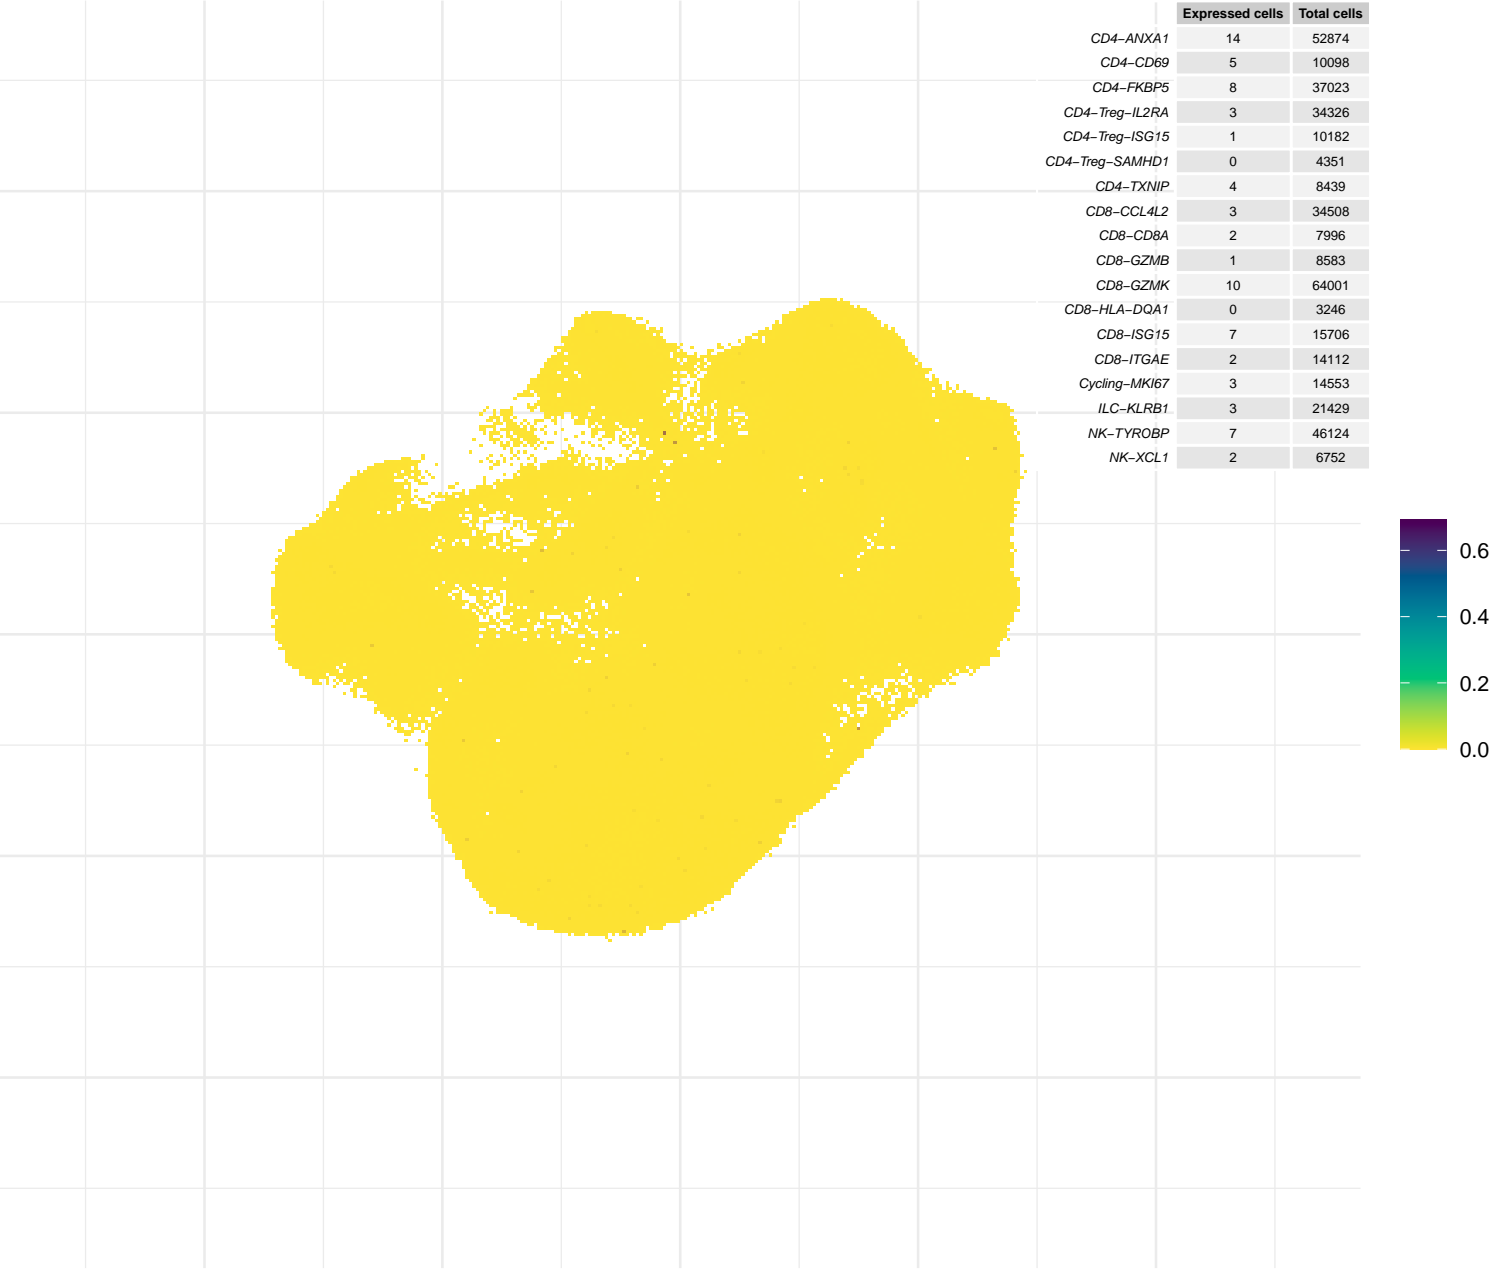 Expressed cells Total cells
CD4−ANXA1 14 52874
CD4−CD69 5 10098
CD4−FKBP5 8 37023
CD4−Treg−IL2RA 3 34326
CD4−Treg−ISG15 1 10182
CD4−Treg−SAMHD1 0 4351
CD4−TXNIP 4 8439
CD8−CCL4L2 3 34508
CD8−CD8A 2 7996
CD8−GZMB 1 8583
CD8−GZMK 10 64001
CD8−HLA−DQA1 0 3246
CD8−ISG15 7 15706
CD8−ITGAE 2 14112
Cycling−MKI67 3 14553
ILC−KLRB1 3 21429
NK−TYROBP 7 46124
NK−XCL1 2 6752
0.6
0.4
0.2
0.0